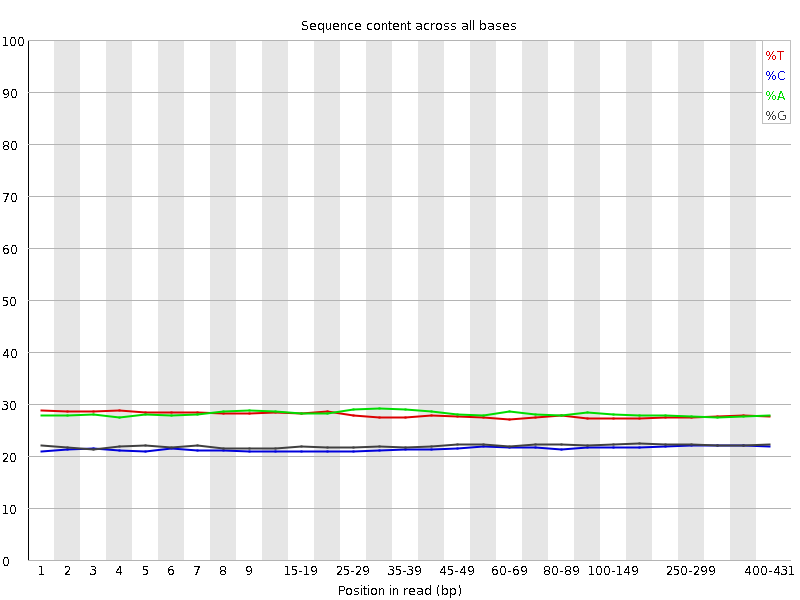 Sequence content across all bases
100
%T
%C
90
%A
%G
80
70
60
50
40
30
20
10
0
1 2 3 4 5 6 7 8 9 15-19 25-29 35-39 45-49 60-69 80-89 100-149 250-299 400-431
Position in read (bp)